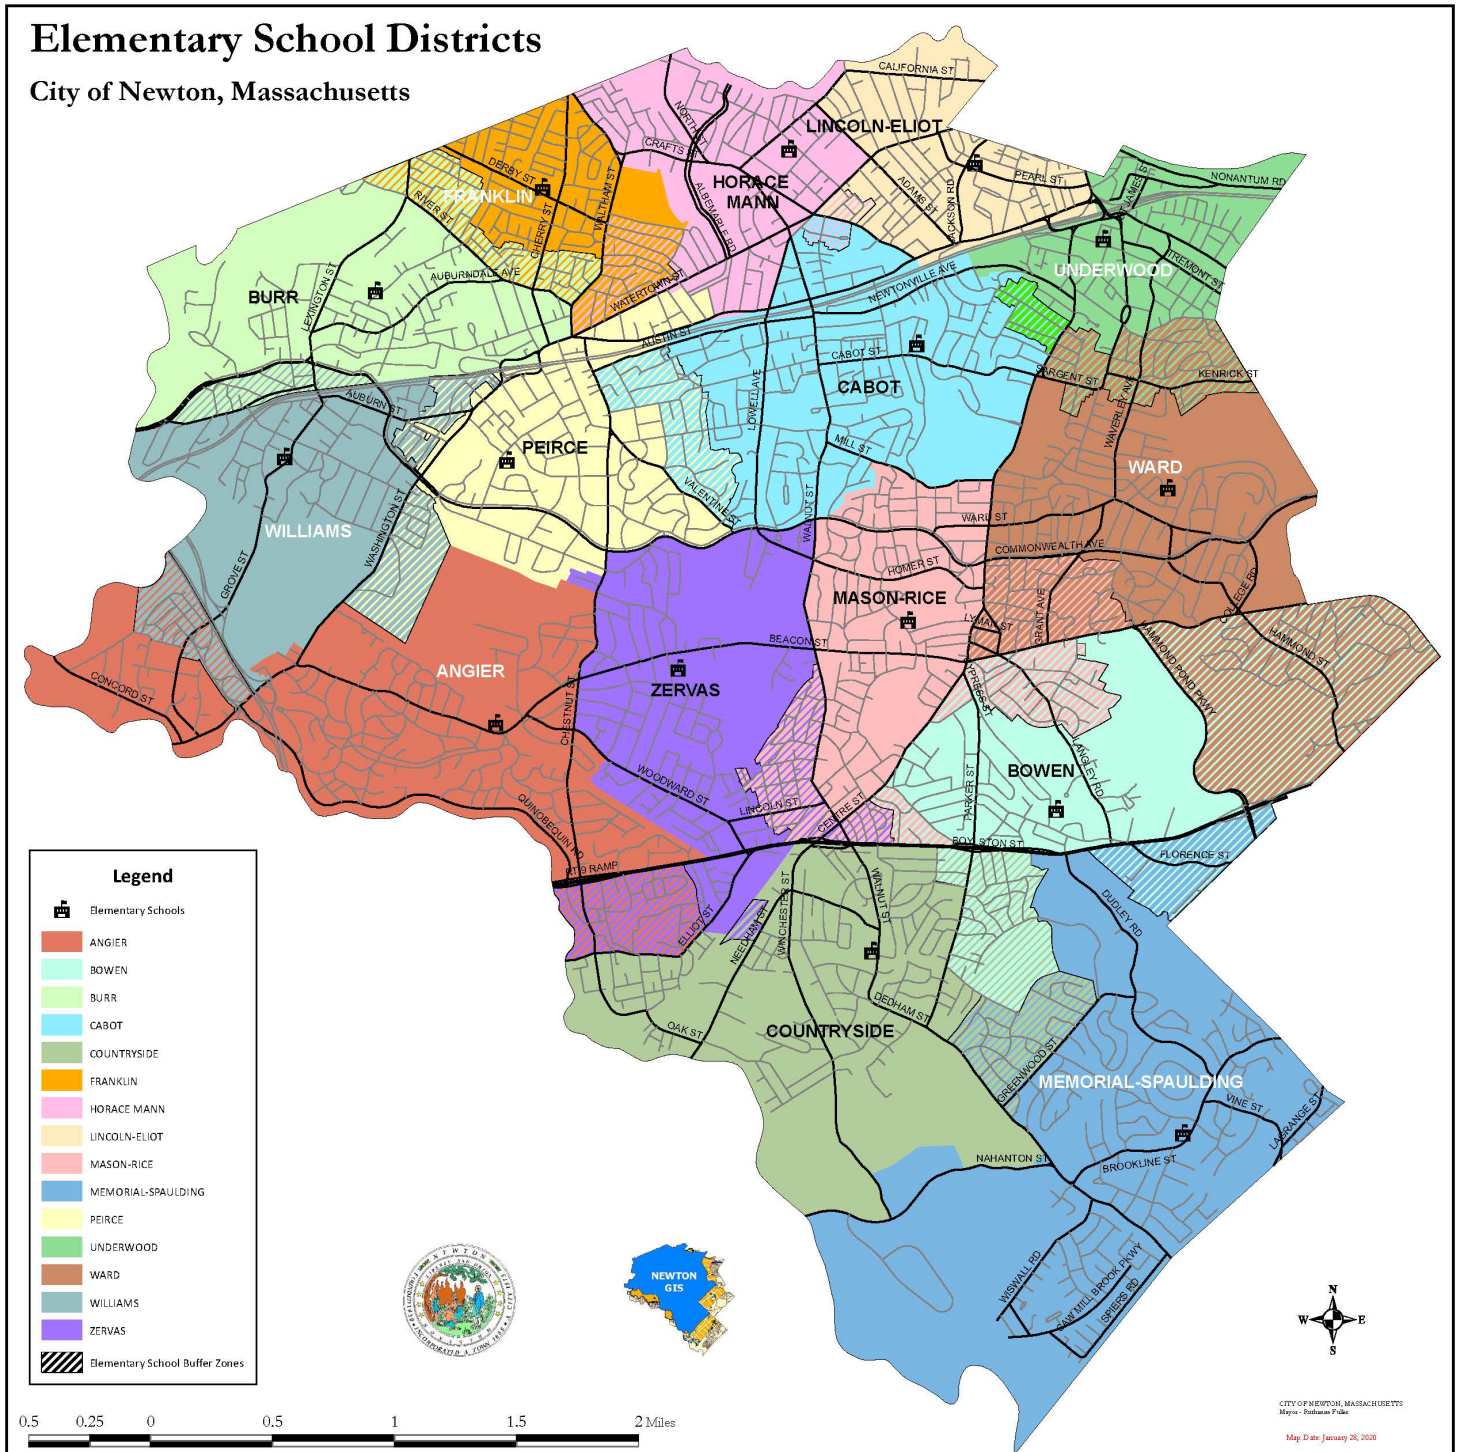 Elementary School Districts
City of Newton, Massachusetts
CALIFORNIA ST
NORTH ST
LINCOLN-ELIOT
CRAFTS ST
HORACE
MANN
DERBY ST
FRANKLIN
WALTHAM ST
CHERRY ST
RIVER ST
ALBEMARLE RD
ADAMS ST
JACKSON RD
PEARL ST
JAMES ST
NONANTUM RD
TREMONT ST
UNDERWOOD
AUBURNDALE AVE
LEXINGTON ST
BURR
WATERTOWN ST
NEWTONVILLE AVE
AUSTIN ST
CABOT ST
CABOT
SARGENT ST
KENRICK ST
WAVERLEY AVE
LOWELL AVE
AUBURN ST
PEIRCE
MILL ST
VALENTINE ST
WALNUT ST
WARD
WARD ST
COMMONWEALTH AVE
WILLIAMS
WASHINGTON ST
GROVE ST
HOMER ST
MASON-RICE
LYMAN ST
GRANT AVE
COLLEGE RD
HAMMOND POND PKWY
HAMMOND ST
BEACON ST
ANGIER
ZERVAS
CONCORD ST
CHESTNUT ST
YPRESS ST
LANGLEY RD
BOWEN
PARKER ST
WOODWARD ST
LINCOLN ST
CENTRE ST
QUINOBEQUIN RD
BOYLSTON ST
FLORENCE ST
RT 9 RAMP
WALNUT ST
WINCHESTER ST
DUDLEY RD
ELLIOT ST
NEEDHAM ST
DEDHAM ST
OAK ST
COUNTRYSIDE
GREENWOOD ST
MEMORIAL-SPAULDING
VINE ST
LAGRANGE ST
NAHANTON ST
BROOKLINE ST
WISWALL RD
SAW MILL BROOK PKWY
SPIERS RD
Legend
Elementary Schools
ANGIER
BOWEN
BURR
CABOT
COUNTRYSIDE
FRANKLIN
HORACE MANN
LINCOLN-ELIOT
MASON-RICE
MEMORIAL-SPAULDING
PEIRCE
UNDERWOOD
WARD
WILLIAMS
ZERVAS
Elementary School Buffer Zones
NEWTON
GIS
N
W E
S
CITY OF NEWTON, MASSACHUSETTS
Mayor - Ruthanne Fuller
Map Date: January 28, 2020
0.5 0.25 0 0.5 1 1.5 2 Miles